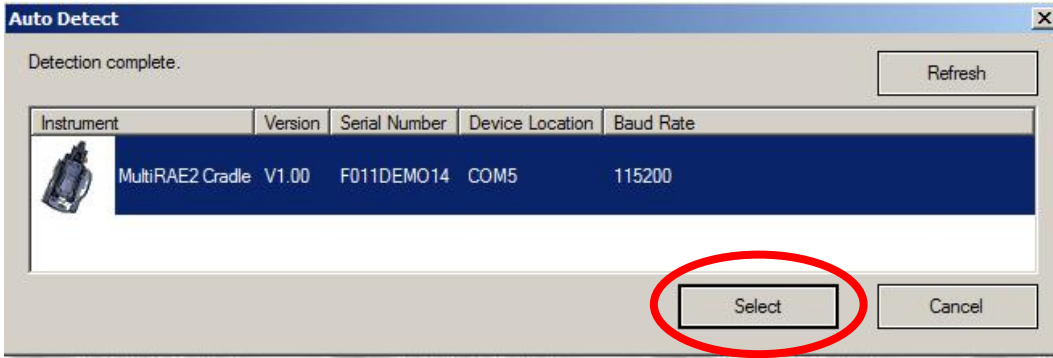 Auto Detect
Detection complete.
Refresh
Instrument Version Serial Number Device Location Baud Rate
MultiRAE2 Cradle V1.00 F011DEMO14 COM5 115200
Select Cancel